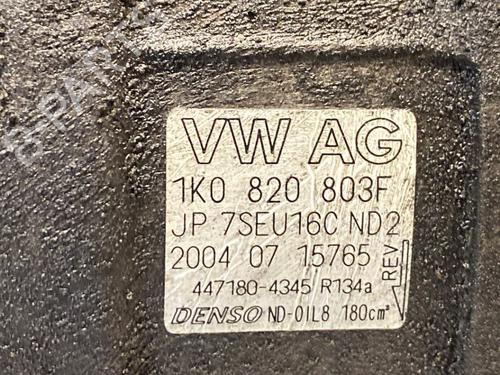 VW AG
1K0 820 803F
JP 7SEU16C ND2
2004 07 15765
REV
447180-4345 R134a
DENSO ND-OIL8 180cm³
B-PARTS